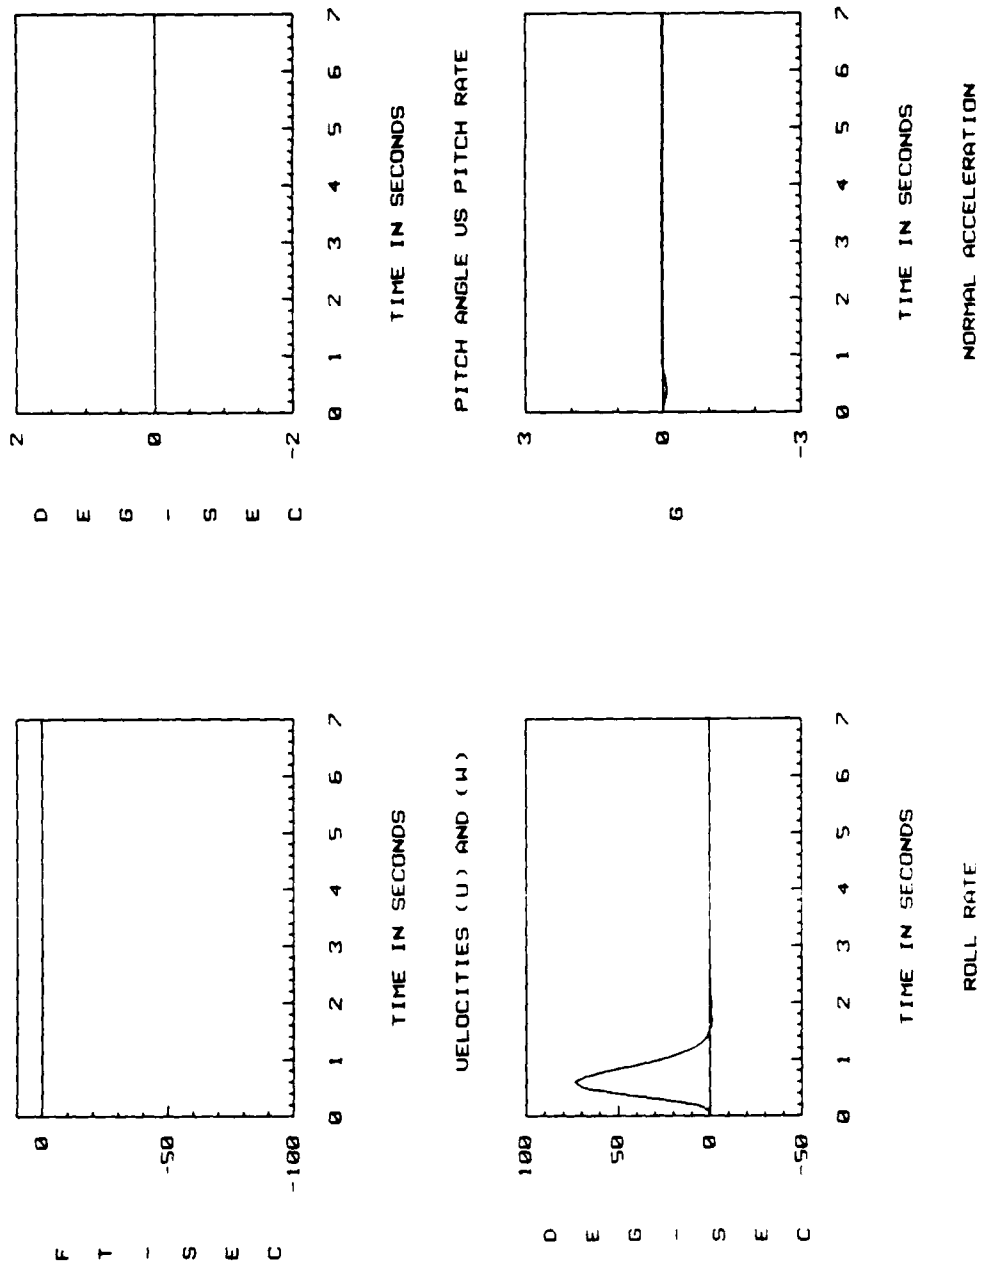 0
-50
-100
F
T
/
S
E
C
0 1 2 3 4 5 6 7
TIME IN SECONDS
UELOCITIES (U) AND (W)
2
0
-2
D
E
G
/
S
E
C
0 1 2 3 4 5 6 7
TIME IN SECONDS
PITCH ANGLE US PITCH RATE
100
50
0
-50
D
E
G
/
S
E
C
0 1 2 3 4 5 6 7
TIME IN SECONDS
ROLL RATE
3
0
-3
G
0 1 2 3 4 5 6 7
TIME IN SECONDS
NORMAL ACCELERATION